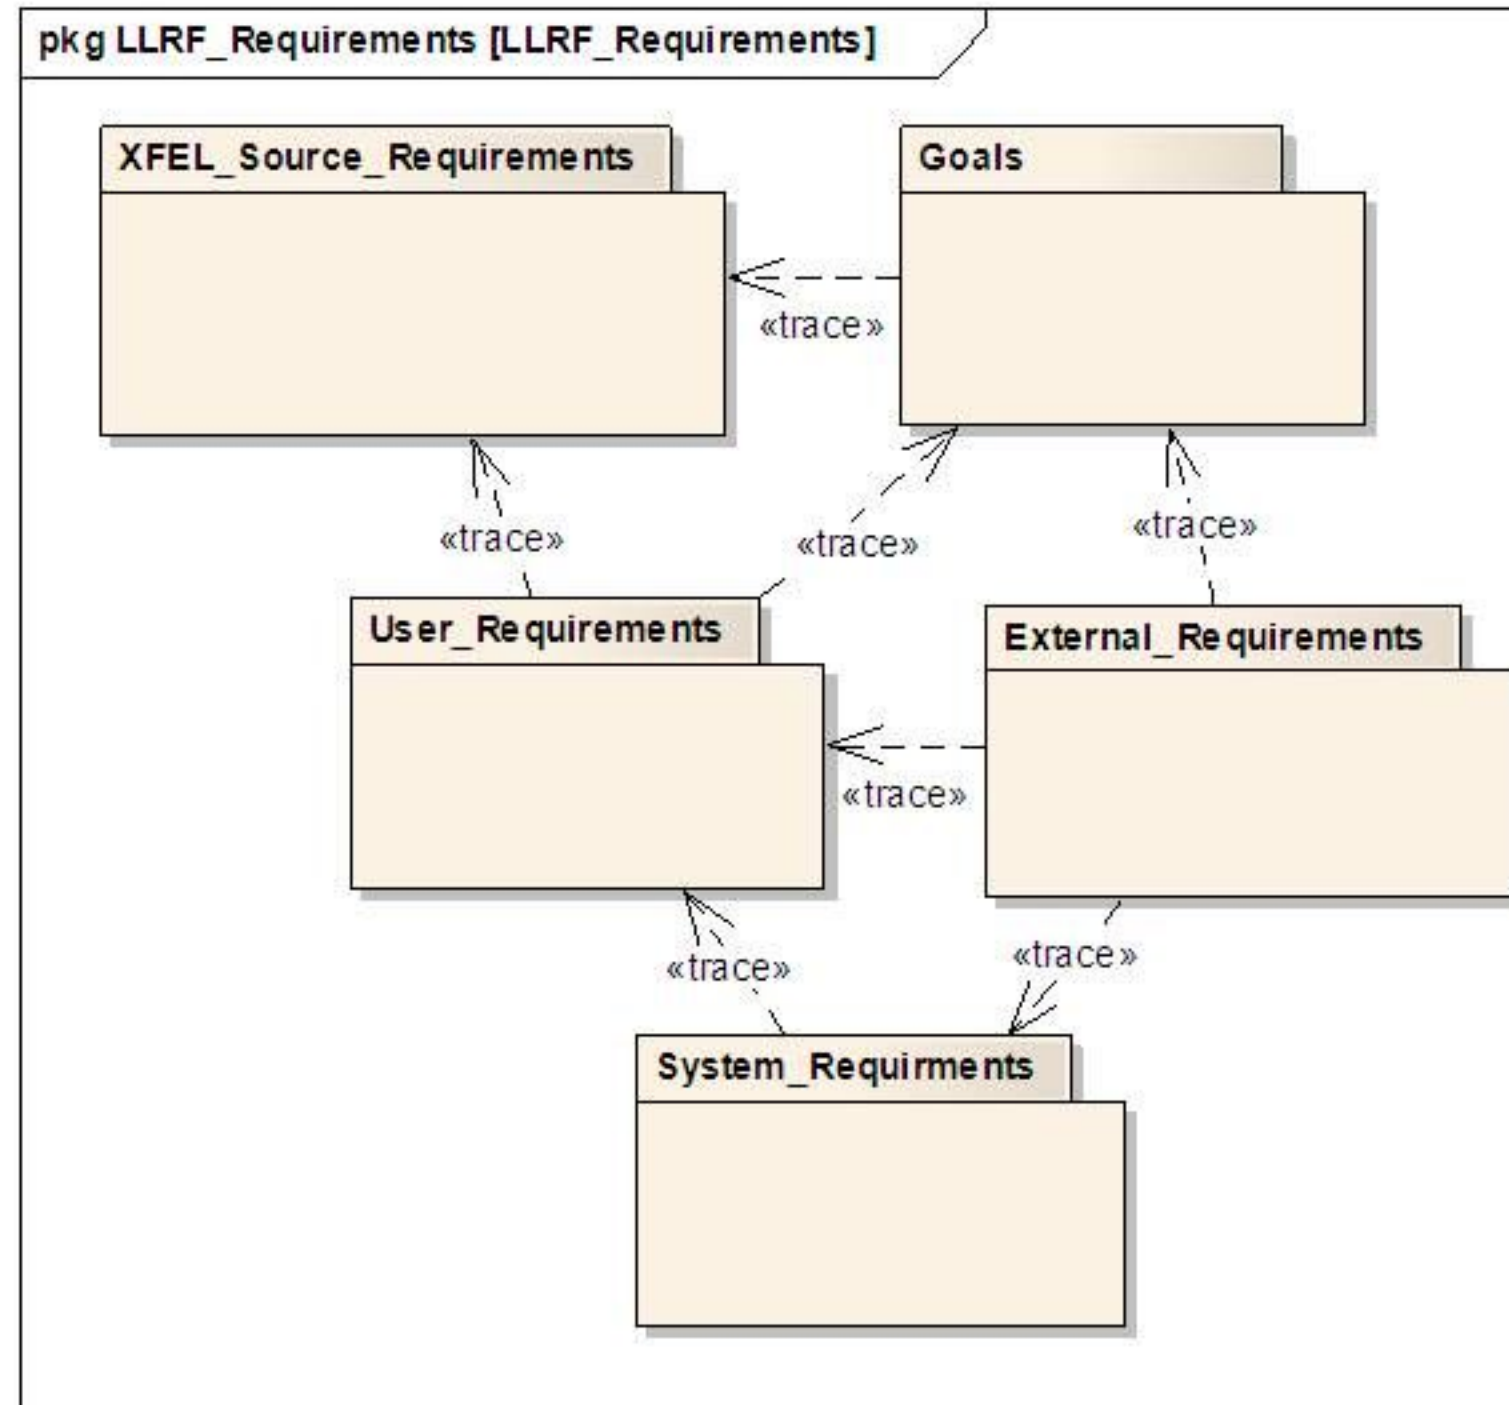 pkg LLRF_Requirements [LLRF_Requirements]
XFEL_Source_Requirements
Goals
«trace»
«trace»
«trace»
«trace»
User_Requirements
External_Requirements
«trace»
«trace»
«trace»
System_Requirments